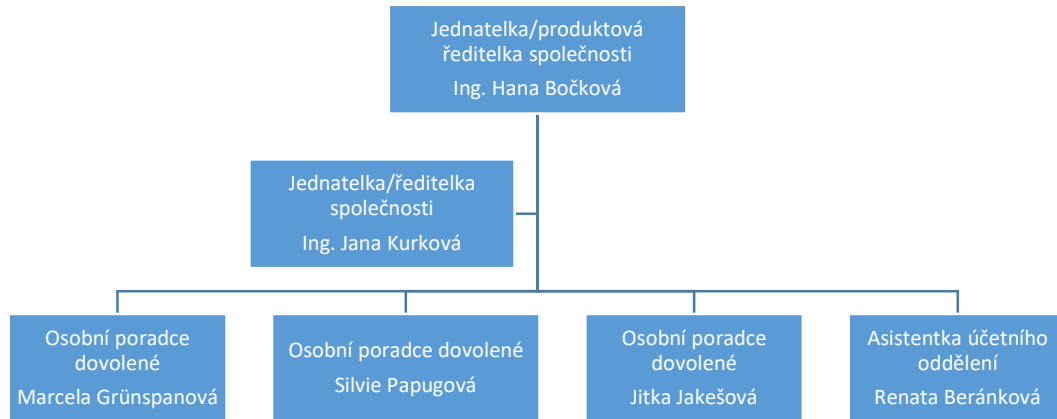 Jednatelka/produktová
ředitelka společnosti
Ing. Hana Bočková
Jednatelka/ředitelka
společnosti
Ing. Jana Kurková
Osobní poradce
dovolené
Marcela Grünspanová
Osobní poradce dovolené
Silvie Papugová
Osobní poradce
dovolené
Jitka Jakešová
Asistentka účetního
oddělení
Renata Beránková